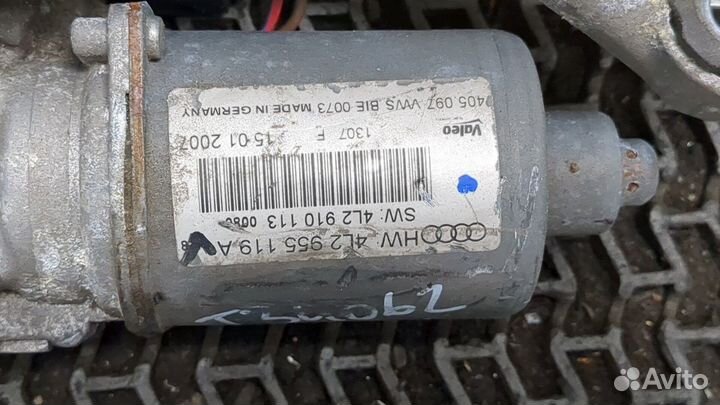 HW: 4L2 955 119 A
SW: 4L2 910 113
15 01 2007
1307 E
Valeo
405 097 VWS BIE 0073 MADE IN GERMANY
Avito